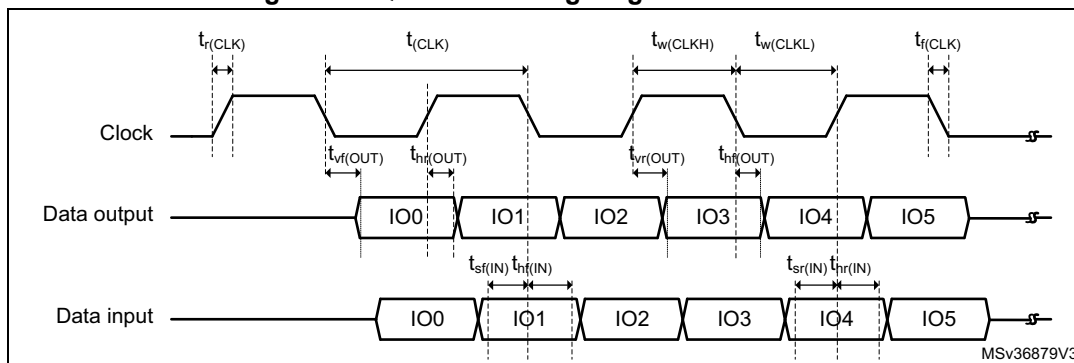 tr(CLK) t(CLK) tw(CLKH) tw(CLKL) tf(CLK)
Clock
tvf(OUT) thr(OUT) tvr(OUT) thf(OUT)
Data output IO0 IO1 IO2 IO3 IO4 IO5
tsf(IN) thf(IN) tsr(IN) thr(IN)
Data input IO0 IO1 IO2 IO3 IO4 IO5
MSv36879V3